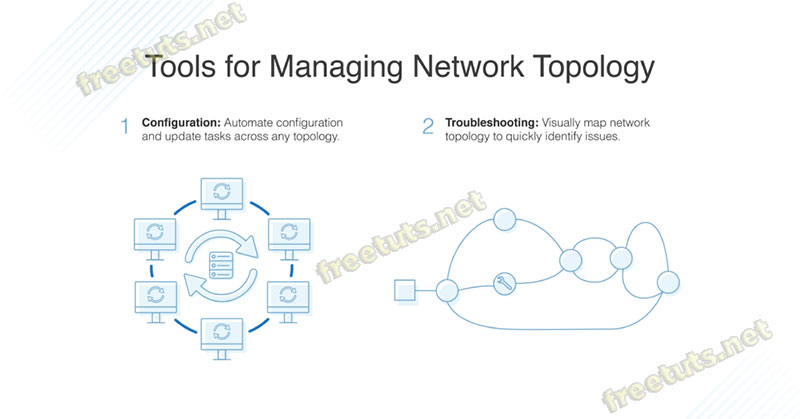 freetuts.net
Tools for Managing Network Topology
1 Configuration: Automate configuration
and update tasks across any topology.
2 Troubleshooting: Visually map network
topology to quickly identify issues.
freetuts.net
freetuts.net